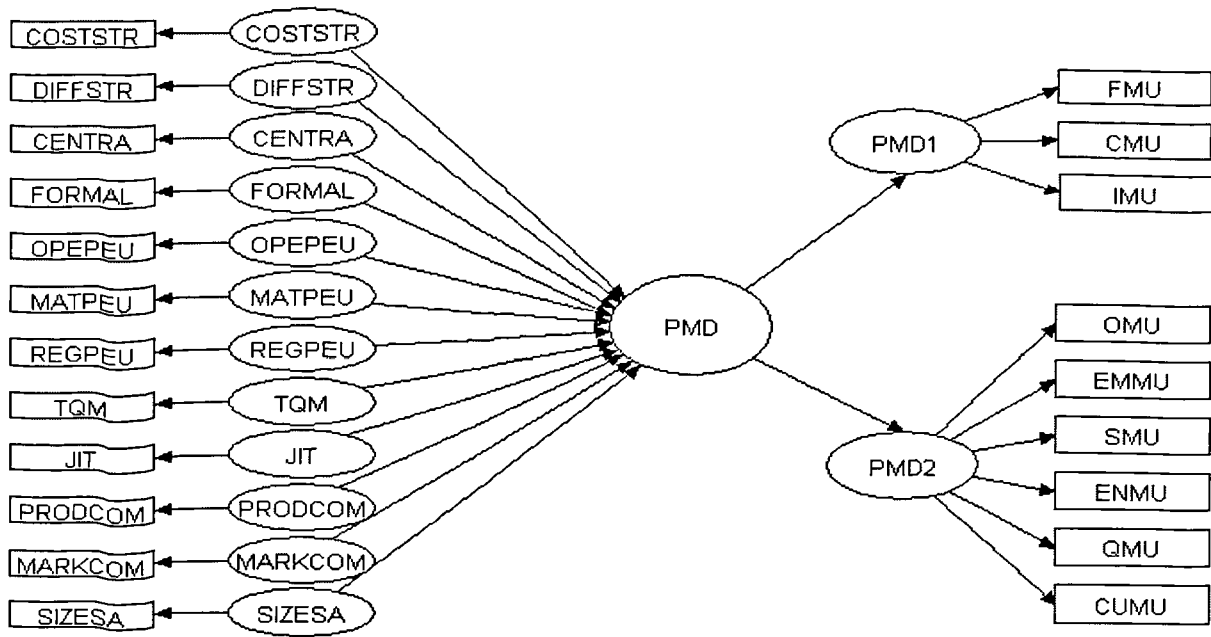 COSTSTR
DIFFSTR
CENTRA
FORMAL
OPEPEU
MATPEU
REGPEU
TQM
JIT
PRODCOM
MARKCOM
SIZESA
COSTSTR
DIFFSTR
CENTRA
FORMAL
OPEPEU
MATPEU
REGPEU
TQM
JIT
PRODCOM
MARKCOM
SIZESA
PMD
PMD1
PMD2
FMU
CMU
IMU
OMU
EMMU
SMU
ENMU
QMU
CUMU